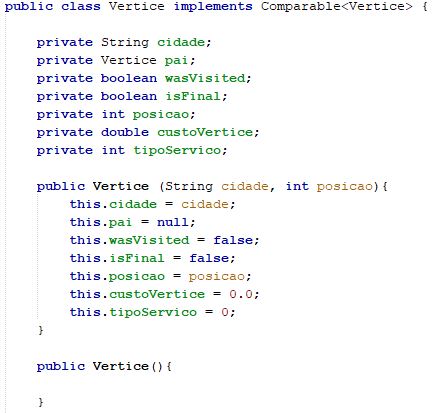 public class Vertice implements Comparable<Vertice> {
private String cidade;
private Vertice pai;
private boolean wasVisited;
private boolean isFinal;
private int posicao;
private double custoVertice;
private int tipoServico;
public Vertice (String cidade, int posicao){
this.cidade = cidade;
this.pai = null;
this.wasVisited = false;
this.isFinal = false;
this.posicao = posicao;
this.custoVertice = 0.0;
this.tipoServico = 0;
}
public Vertice(){
}